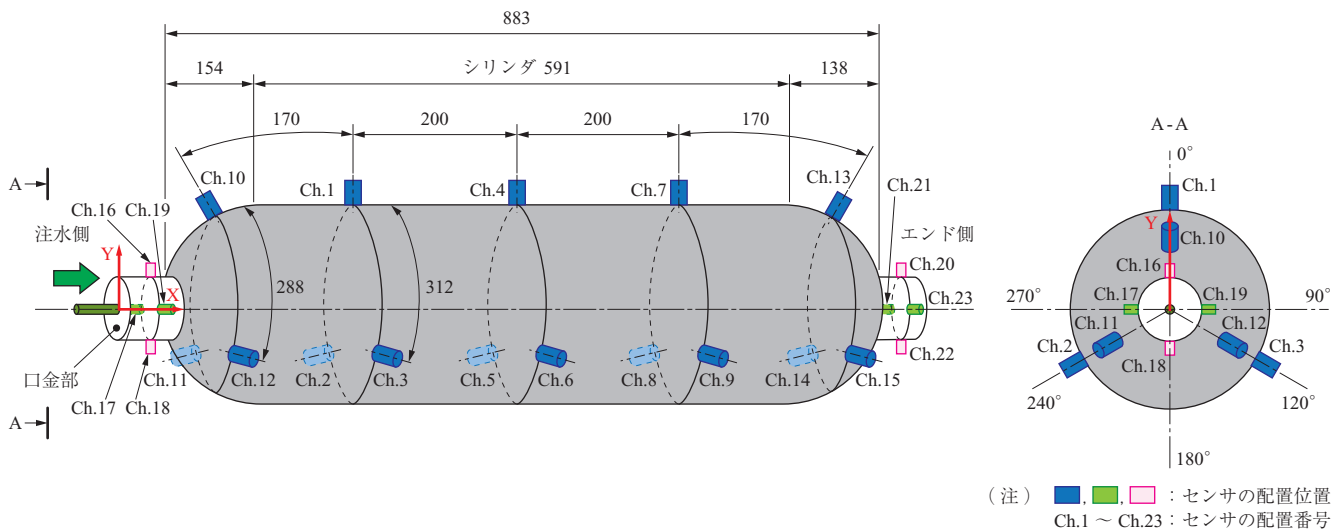 883
154
シリンダ 591
138
170
200
200
170
A
Ch.10
Ch.1
Ch.4
Ch.7
Ch.13
Ch.16
Ch.19
Ch.21
注水側
Y
X
エンド側
Ch.20
288
312
Ch.23
Ch.22
口金部
Ch.11
Ch.12
Ch.2
Ch.3
Ch.5
Ch.6
Ch.8
Ch.9
Ch.14
Ch.15
Ch.17
Ch.18
A
A-A
0°
Ch.1
Y
Ch.10
Ch.16
Ch.17
Ch.19
270°
90°
Ch.11
Ch.12
Ch.2
Ch.3
Ch.18
240°
120°
180°
(注) , , : センサの配置位置
Ch.1 ~ Ch.23 : センサの配置番号